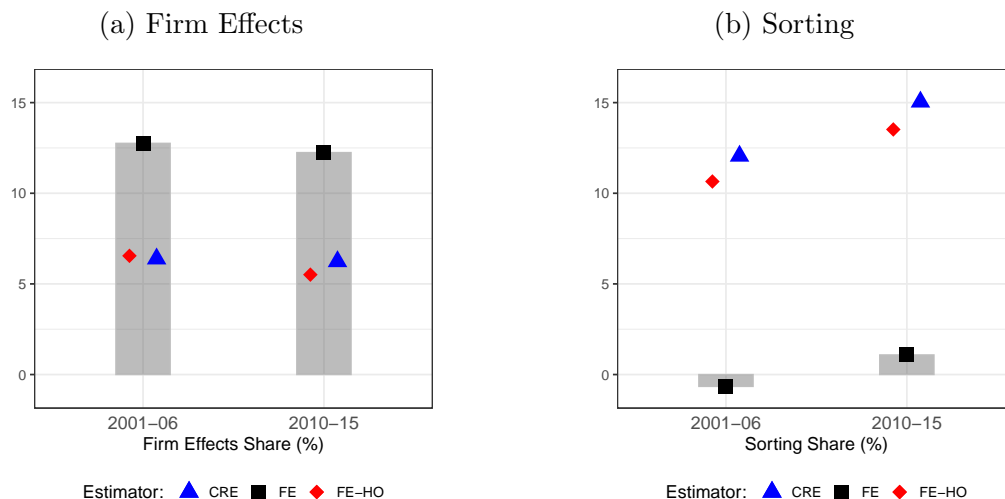 (a) Firm Effects
15
10
5
0
2001−06
2010−15
Firm Effects Share (%)
Estimator: CRE FE FE−HO
(b) Sorting
15
10
5
0
2001−06
2010−15
Sorting Share (%)
Estimator: CRE FE FE−HO